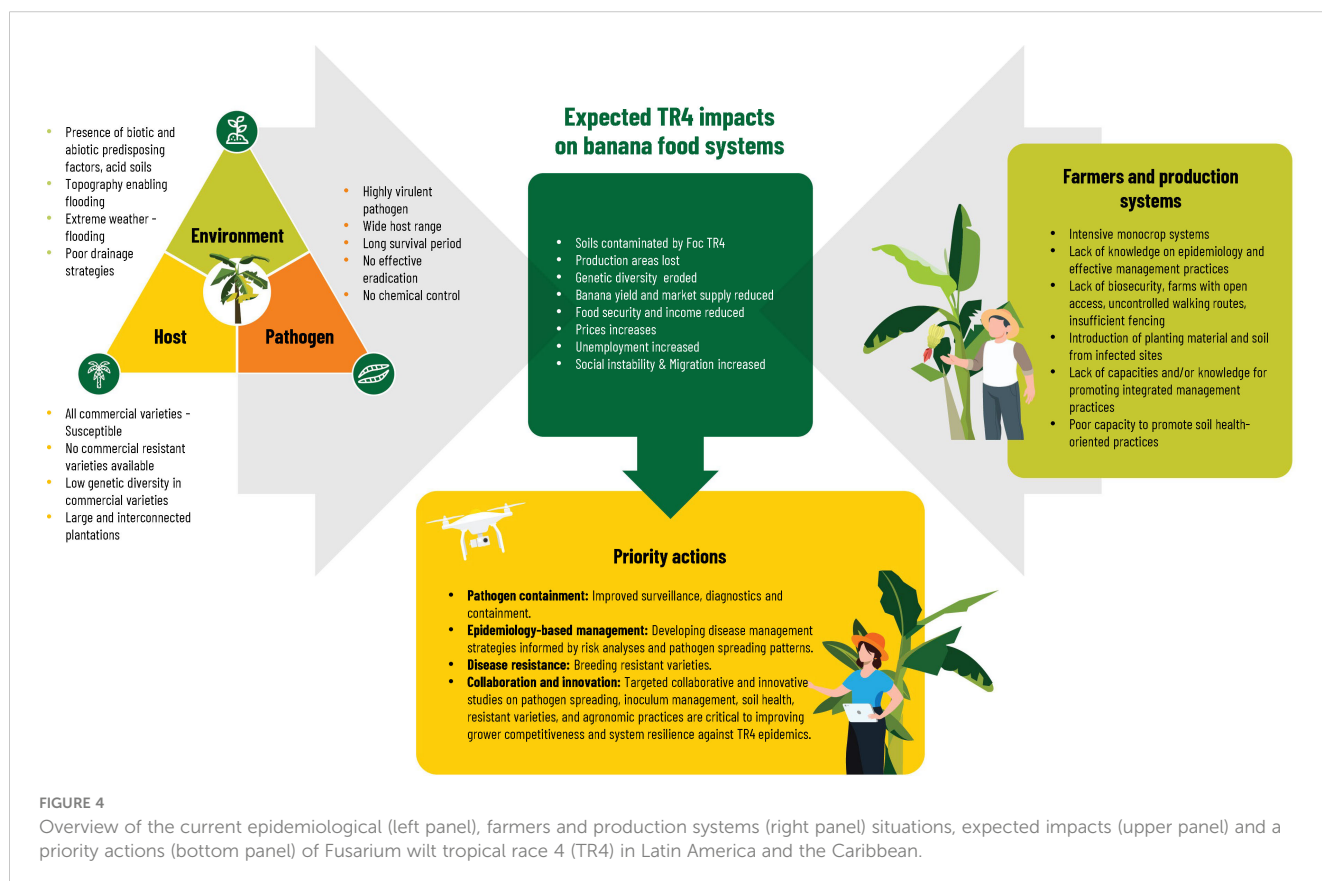 Presence of biotic and
abiotic predisposing
factors, acid soils
Topography enabling
flooding
Extreme weather -
flooding
Poor drainage
strategies
Environment
Host
Pathogen
Highly virulent
pathogen
Wide host range
Long survival period
No effective
eradication
No chemical control
All commercial varieties -
Susceptible
No commercial resistant
varieties available
Low genetic diversity in
commercial varieties
Large and interconnected
plantations
Expected TR4 impacts
on banana food systems
Soils contaminated by Foc TR4
Production areas lost
Genetic diversity eroded
Banana yield and market supply reduced
Food security and income reduced
Prices increases
Unemployment increased
Social instability & Migration increased
Farmers and production
systems
Intensive monocrop systems
Lack of knowledge on epidemiology and
effective management practices
Lack of biosecurity, farms with open
access, uncontrolled walking routes,
insufficient fencing
Introduction of planting material and soil
from infected sites
Lack of capacities and/or knowledge for
promoting integrated management
practices
Poor capacity to promote soil health-
oriented practices
Priority actions
Pathogen containment: Improved surveillance, diagnostics and
containment.
Epidemiology-based management: Developing disease management
strategies informed by risk analyses and pathogen spreading patterns.
Disease resistance: Breeding resistant varieties.
Collaboration and innovation: Targeted collaborative and innovative
studies on pathogen spreading, inoculum management, soil health,
resistant varieties, and agronomic practices are critical to improving
grower competitiveness and system resilience against TR4 epidemics.
FIGURE 4
Overview of the current epidemiological (left panel), farmers and production systems (right panel) situations, expected impacts (upper panel) and a
priority actions (bottom panel) of Fusarium wilt tropical race 4 (TR4) in Latin America and the Caribbean.